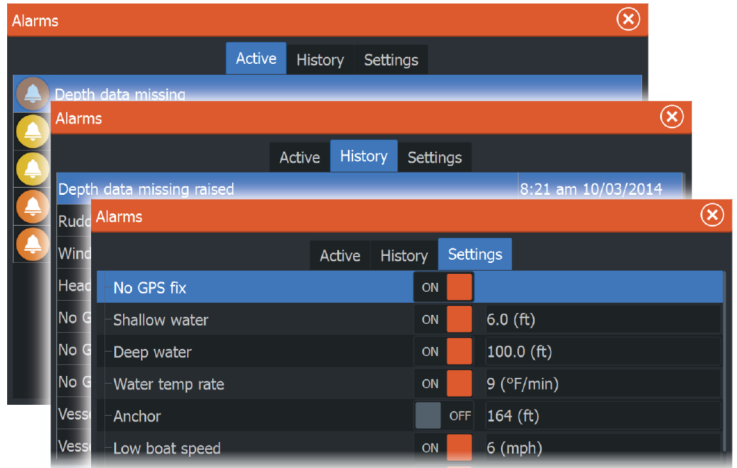 Alarms
Active History Settings
Depth data missing
Alarms
Active History Settings
Depth data missing raised 8:21 am 10/03/2014
Wind
Head
Alarms
Active History Settings
No GPS fix ON
Shallow water ON 6.0 (ft)
Deep water ON 100.0 (ft)
Water temp rate ON 9 (°F/min)
Anchor OFF 164 (ft)
Low boat speed ON 6 (mph)